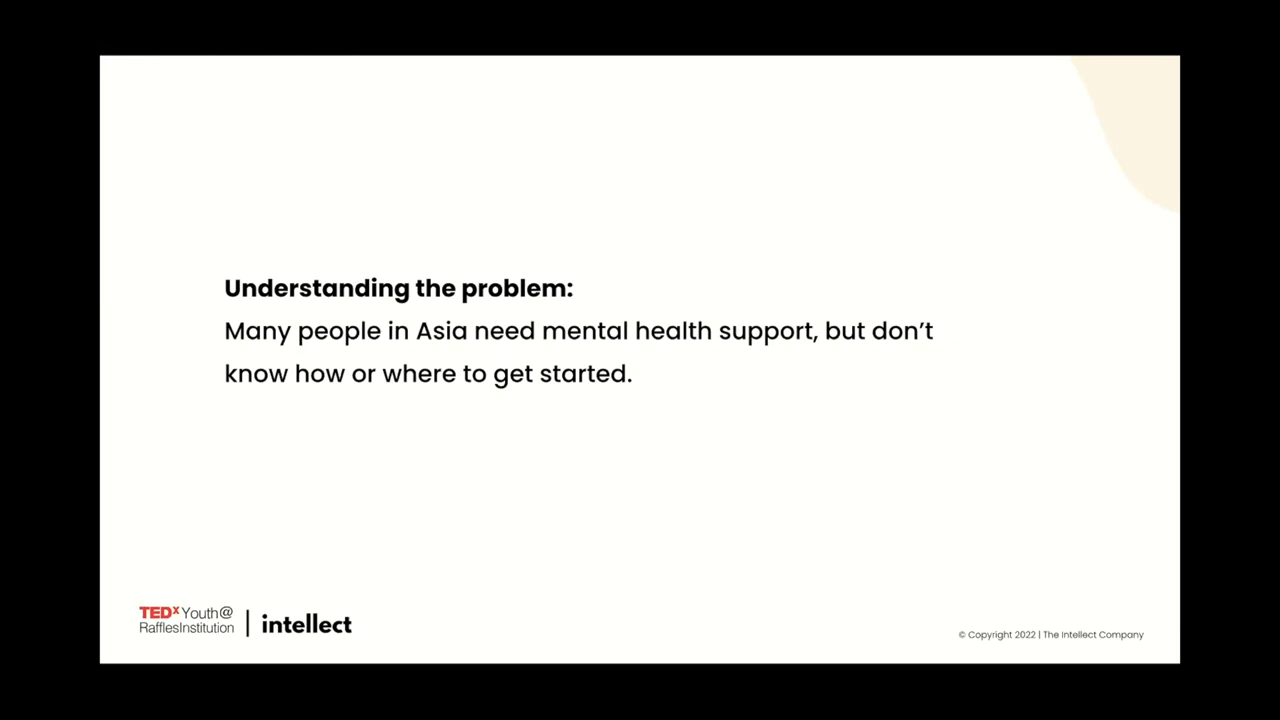 Understanding the problem:
Many people in Asia need mental health support, but don’t
know how or where to get started.
TEDx Youth@
RafflesInstitution
intellect
© Copyright 2022 | The Intellect Company